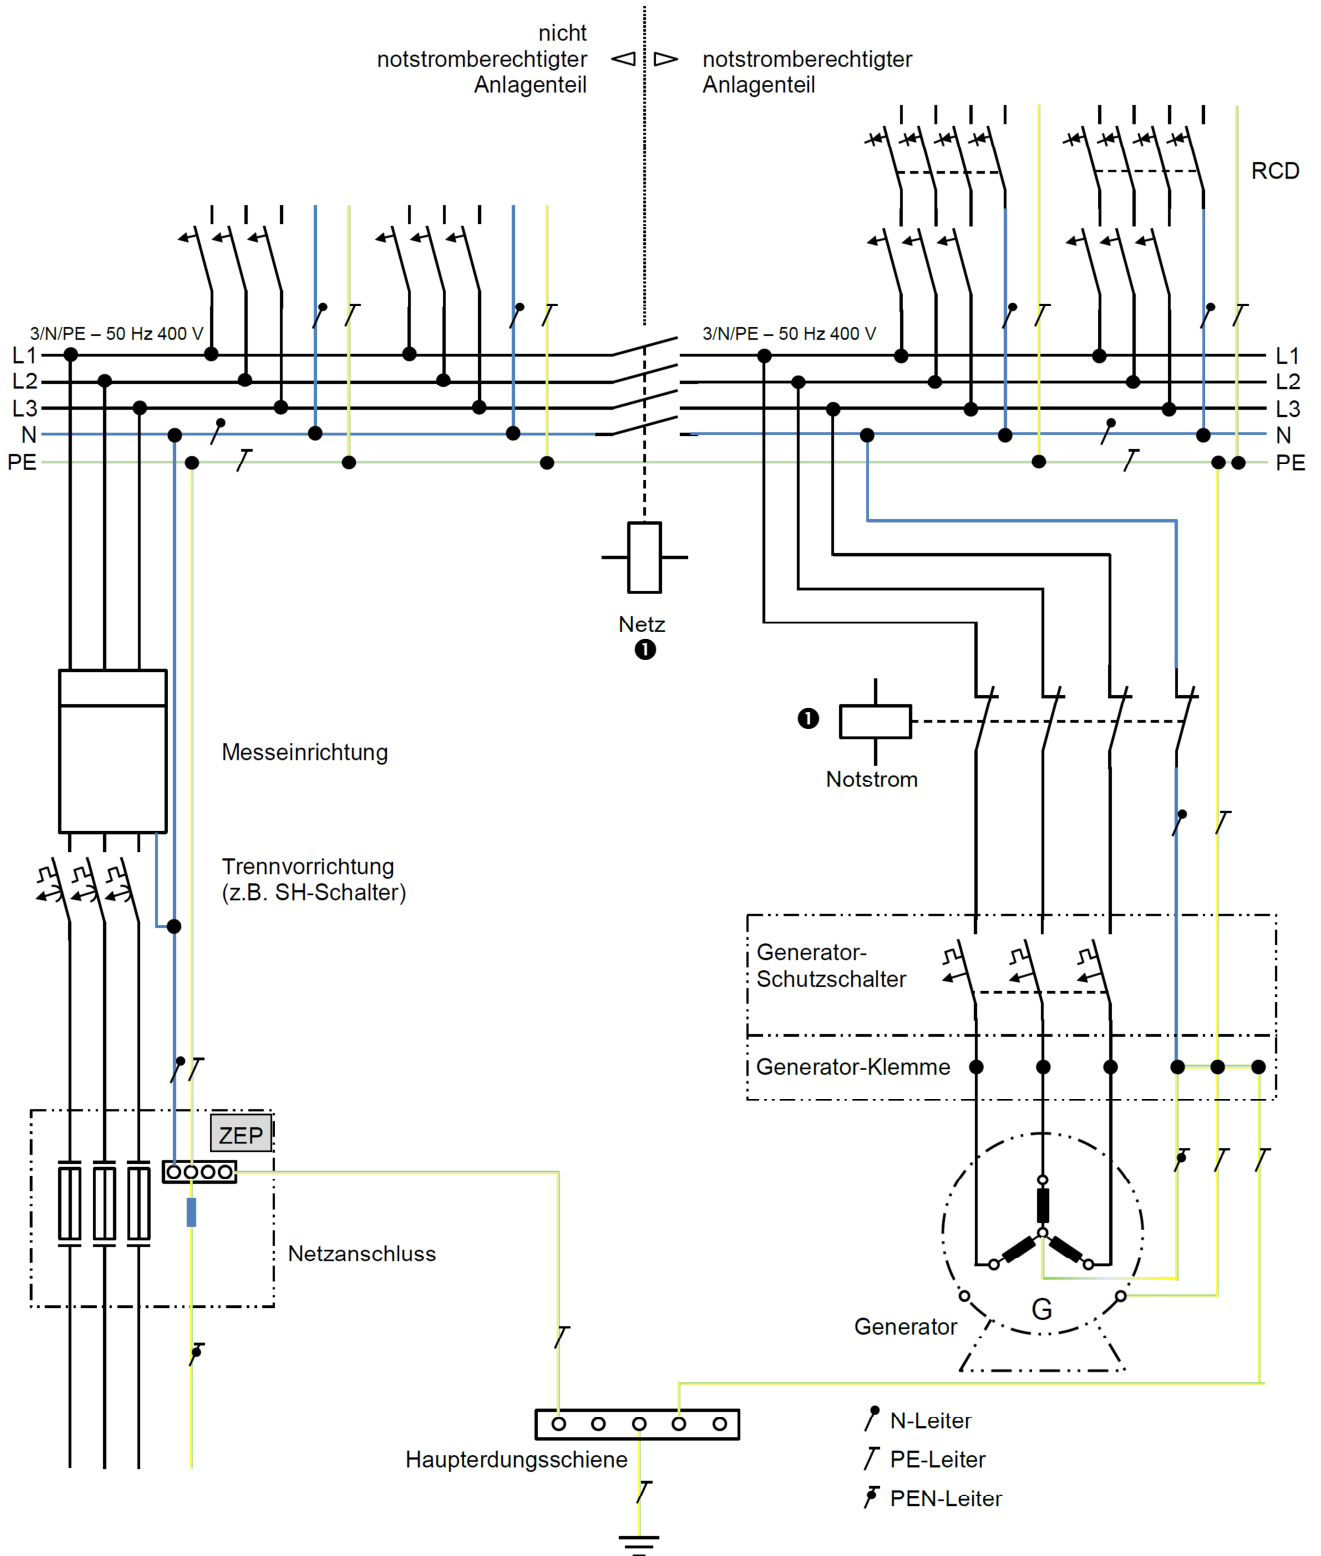 nicht
notstromberechtigter
Anlagenteil
notstromberechtigter
Anlagenteil
RCD
3/N/PE – 50 Hz 400 V
3/N/PE – 50 Hz 400 V
L1
L1
L2
L2
L3
L3
N
N
PE
PE
Netz
1
1
Notstrom
Messeinrichtung
Trennvorrichtung
(z.B. SH-Schalter)
Generator-
Schutzschalter
Generator-Klemme
ZEP
Netzanschluss
G
Generator
Haupterdungsschiene
N-Leiter
PE-Leiter
PEN-Leiter